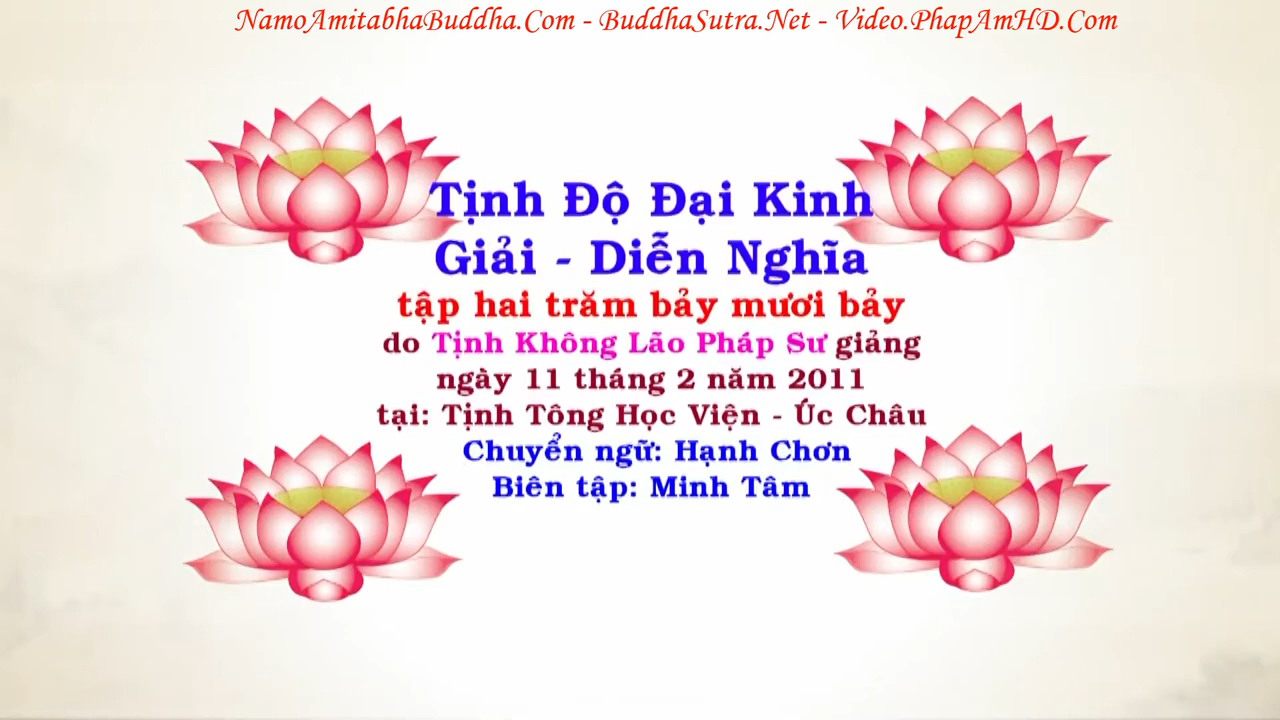 NamoAmitabhaBuddha.Com - BuddhaSutra.Net - Video.PhapAmHD.Com
Tịnh Độ Đại Kinh
Giải - Diễn Nghĩa
tập hai trăm bảy mươi bảy
do Tịnh Không Lão Pháp Sư giảng
ngày 11 tháng 2 năm 2011
tại: Tịnh Tông Học Viện - Úc Châu
Chuyển ngữ: Hạnh Chơn
Biên tập: Minh Tâm